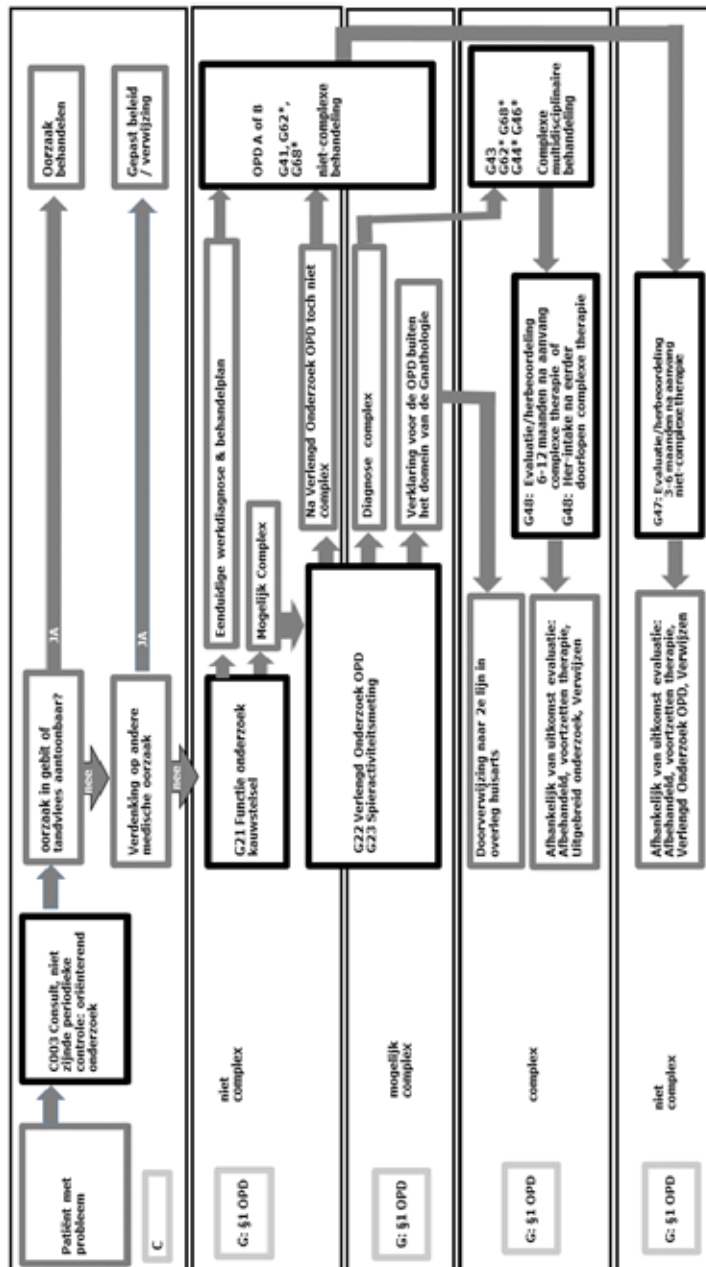 Patiënt met
probleem
C
C003 Consult, niet
zijnde periodieke
controle: oriënterend
onderzoek
oorzaak in gebit of
tandvlees aantoonbaar?
JA
Oorzaak
behandelen
nee
Verdenking op andere
medische oorzaak
JA
Gepast beleid
/ verwijzing
nee
G: §1 OPD
niet
complex
G21 Functie onderzoek
kauwstelsel
Eenduidige werkdiagnose & behandelplan
Mogelijk Complex
Na Verlengd Onderzoek OPD toch niet
complex
OPD A of B
G41, G62*,
G68*
niet-complexe
behandeling
G: §1 OPD
mogelijk
complex
G22 Verlengd Onderzoek OPD
G23 Spieractiviteitsmeting
Diagnose complex
Verklaring voor de OPD buiten
het domein van de Gnathologie
G: §1 OPD
complex
Doorverwijzing naar 2e lijn in
overleg huisarts
Afhankelijk van uitkomst evaluatie:
Afbehandeld, voortzetten therapie,
Uitgebreid onderzoek, Verwijzen
G48: Evaluatie/herbeoordeling
6-12 maanden na aanvang
complexe therapie of
G48: Her-intake na eerder
doorlopen complexe therapie
G43
G62* G68*
G44* G46*
Complexe
multidisciplinaire
behandeling
G: §1 OPD
niet
complex
Afhankelijk van uitkomst evaluatie:
Afbehandeld, voortzetten therapie,
Verlengd Onderzoek OPD, Verwijzen
G47: Evaluatie/herbeoordeling
3-6 maanden na aanvang
niet-complexe therapie